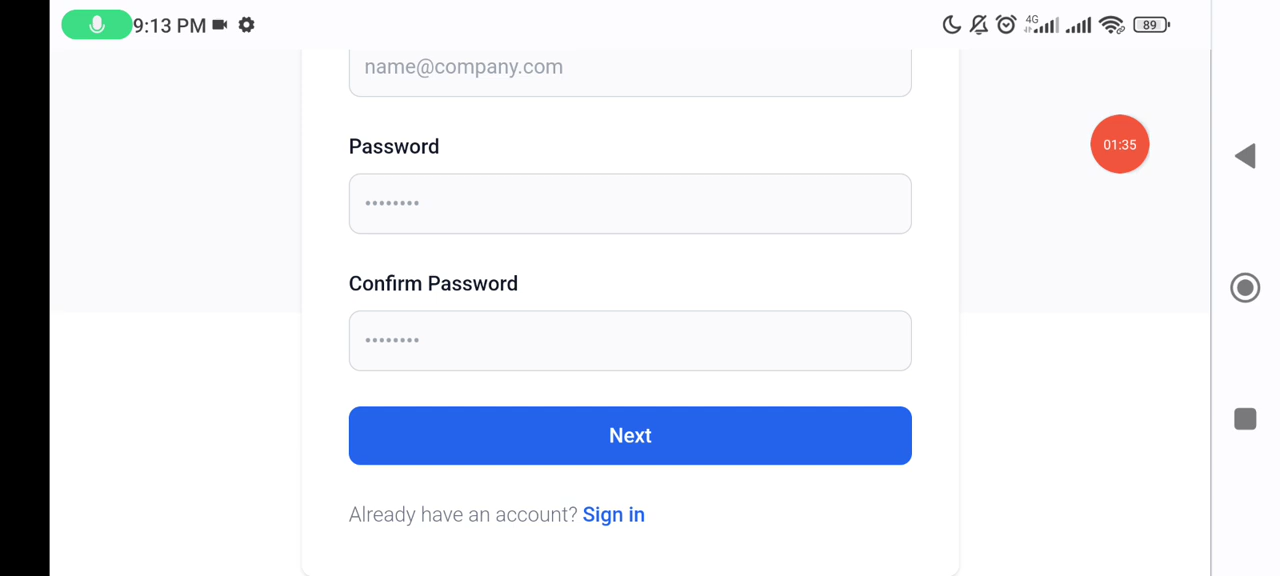 9:13 PM
4G
89
name@company.com
Password
01:35
••••••••
Confirm Password
••••••••
Next
Already have an account? Sign in